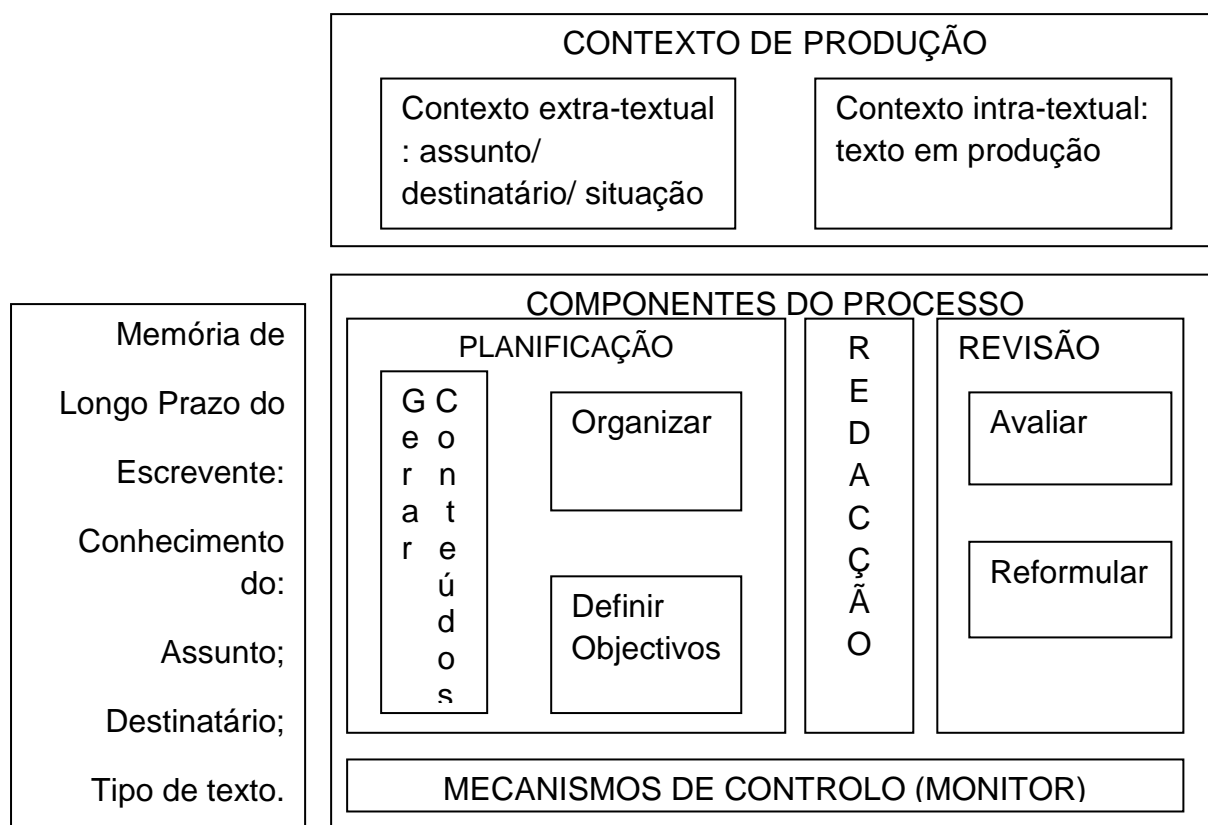 CONTEXTO DE PRODUÇÃO
Contexto extra-textual
: assunto/
destinatário/ situação
Contexto intra-textual:
texto em produção
Memória de
Longo Prazo do
Escrevente:
Conhecimento
do:
Assunto;
Destinatário;
Tipo de texto.
COMPONENTES DO PROCESSO
PLANIFICAÇÃO
Gerar
Conteúdos
Organizar
Definir
Objectivos
REDACÇÃO
REVISÃO
Avaliar
Reformular
MECANISMOS DE CONTROLO (MONITOR)